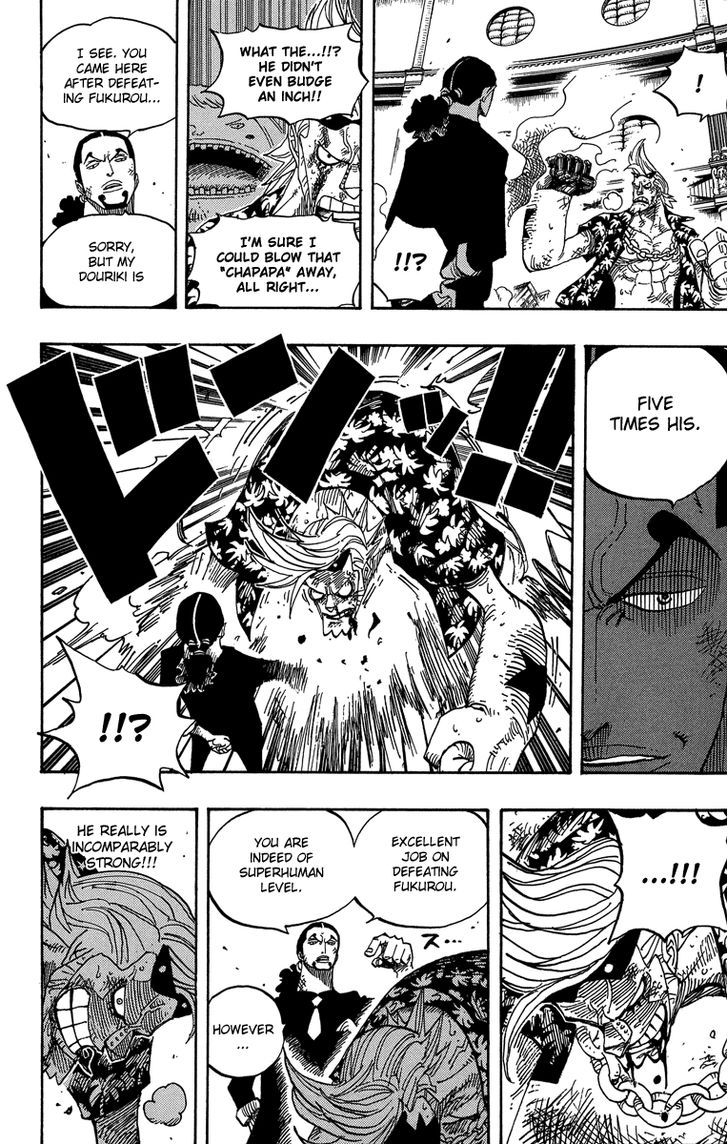 !
!!?
WHAT THE...!!?
HE DIDN'T
EVEN BUDGE
AN INCH!!
I'M SURE I
COULD BLOW THAT
"CHAPAPA" AWAY,
ALL RIGHT...
I SEE. YOU
CAME HERE
AFTER DEFEAT-
ING FUKUROU...
SORRY,
BUT MY
DOURIKI IS
FIVE
TIMES HIS.
ドンッ!!
!!?
...!!!
EXCELLENT
JOB ON
DEFEATING
FUKUROU.
YOU ARE
INDEED OF
SUPERHUMAN
LEVEL.
ス...
HOWEVER
...
HE REALLY IS
INCOMPARABLY
STRONG!!!